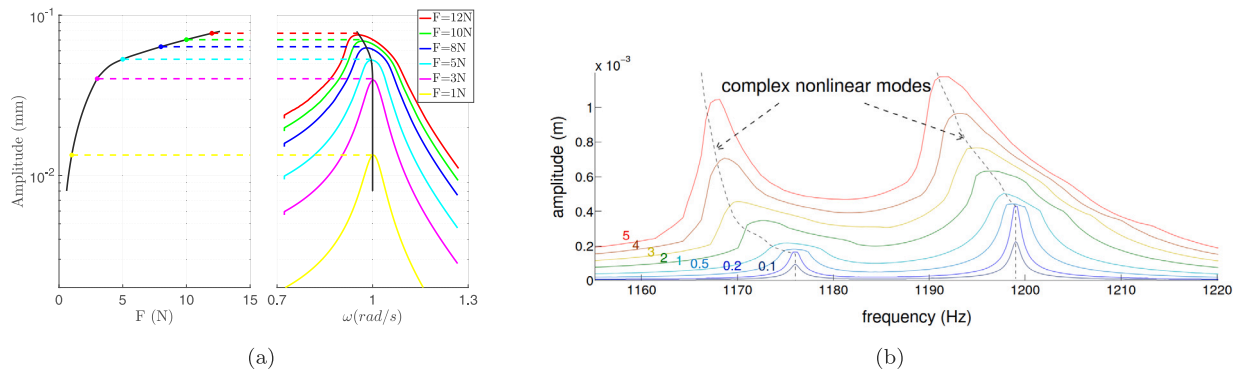 (a)
Amplitude (mm)
10⁻¹
10⁻²
0
5
10
15
F (N)
0.7
1
1.3
ω(rad/s)
F=12N
F=10N
F=8N
F=5N
F=3N
F=1N
x 10⁻³
complex nonlinear modes
amplitude (m)
1
0.8
0.6
0.4
0.2
0
5
4
3
2
1
0.5
0.2
0.1
1160
1170
1180
1190
1200
1210
1220
frequency (Hz)
(a)
(b)